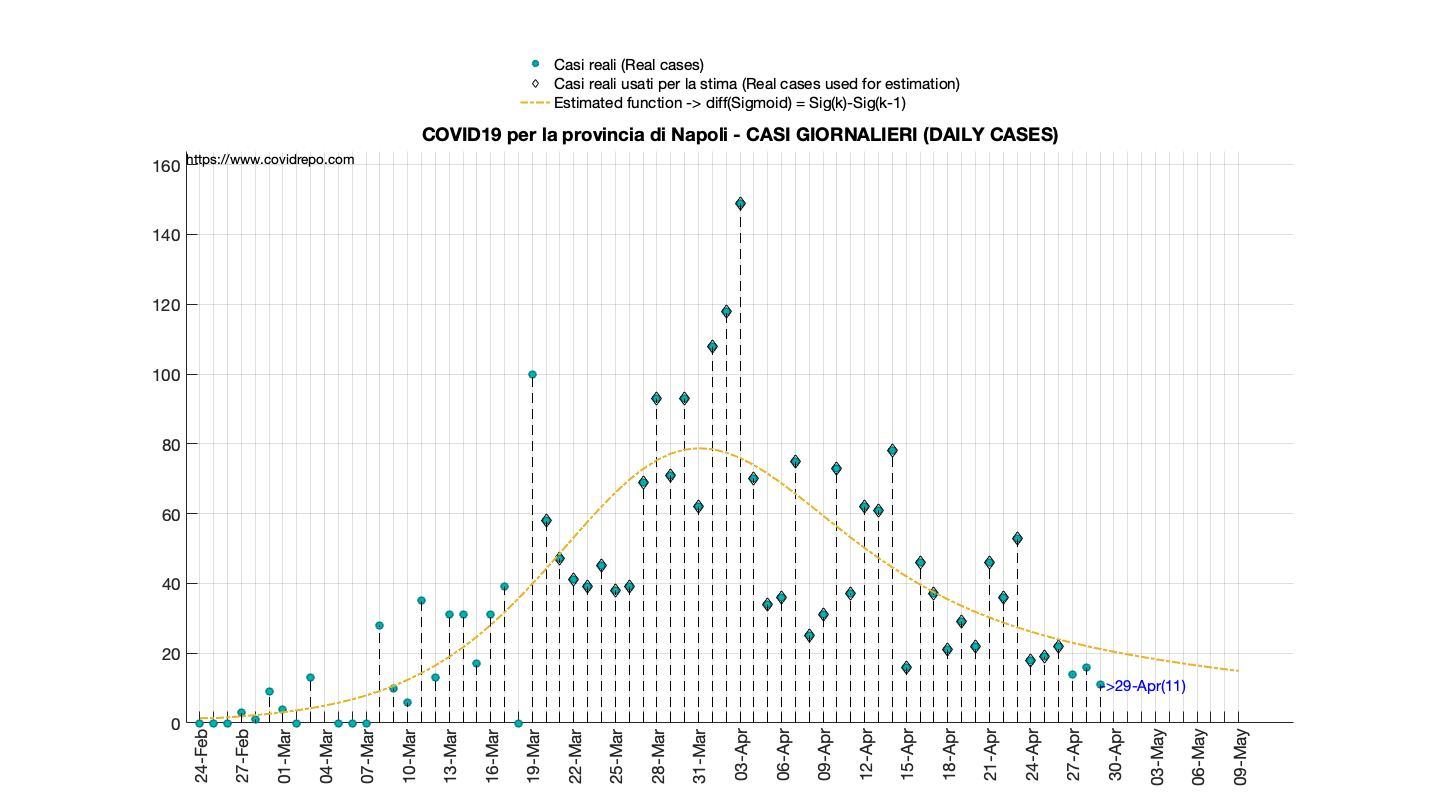 Casi reali (Real cases)
Casi reali usati per la stima (Real cases used for estimation)
Estimated function -> diff(Sigmoid) = Sig(k)-Sig(k-1)
COVID19 per la provincia di Napoli - CASI GIORNALIERI (DAILY CASES)
https://www.covidrepo.com
160
140
120
100
80
60
40
20
0
->29-Apr(11)
24-Feb
27-Feb
01-Mar
04-Mar
07-Mar
10-Mar
13-Mar
16-Mar
19-Mar
22-Mar
25-Mar
28-Mar
31-Mar
03-Apr
06-Apr
09-Apr
12-Apr
15-Apr
18-Apr
21-Apr
24-Apr
27-Apr
30-Apr
03-May
06-May
09-May